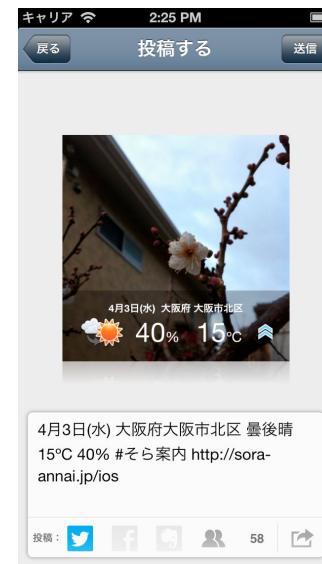 キャリア 2:25 PM
戻る 投稿する 送信
4月3日(水) 大阪府 大阪市北区
40% 15℃
4月3日(水) 大阪府大阪市北区 曇後晴
15℃ 40% #そら案内 http://sora-
annai.jp/ios
投稿： 58